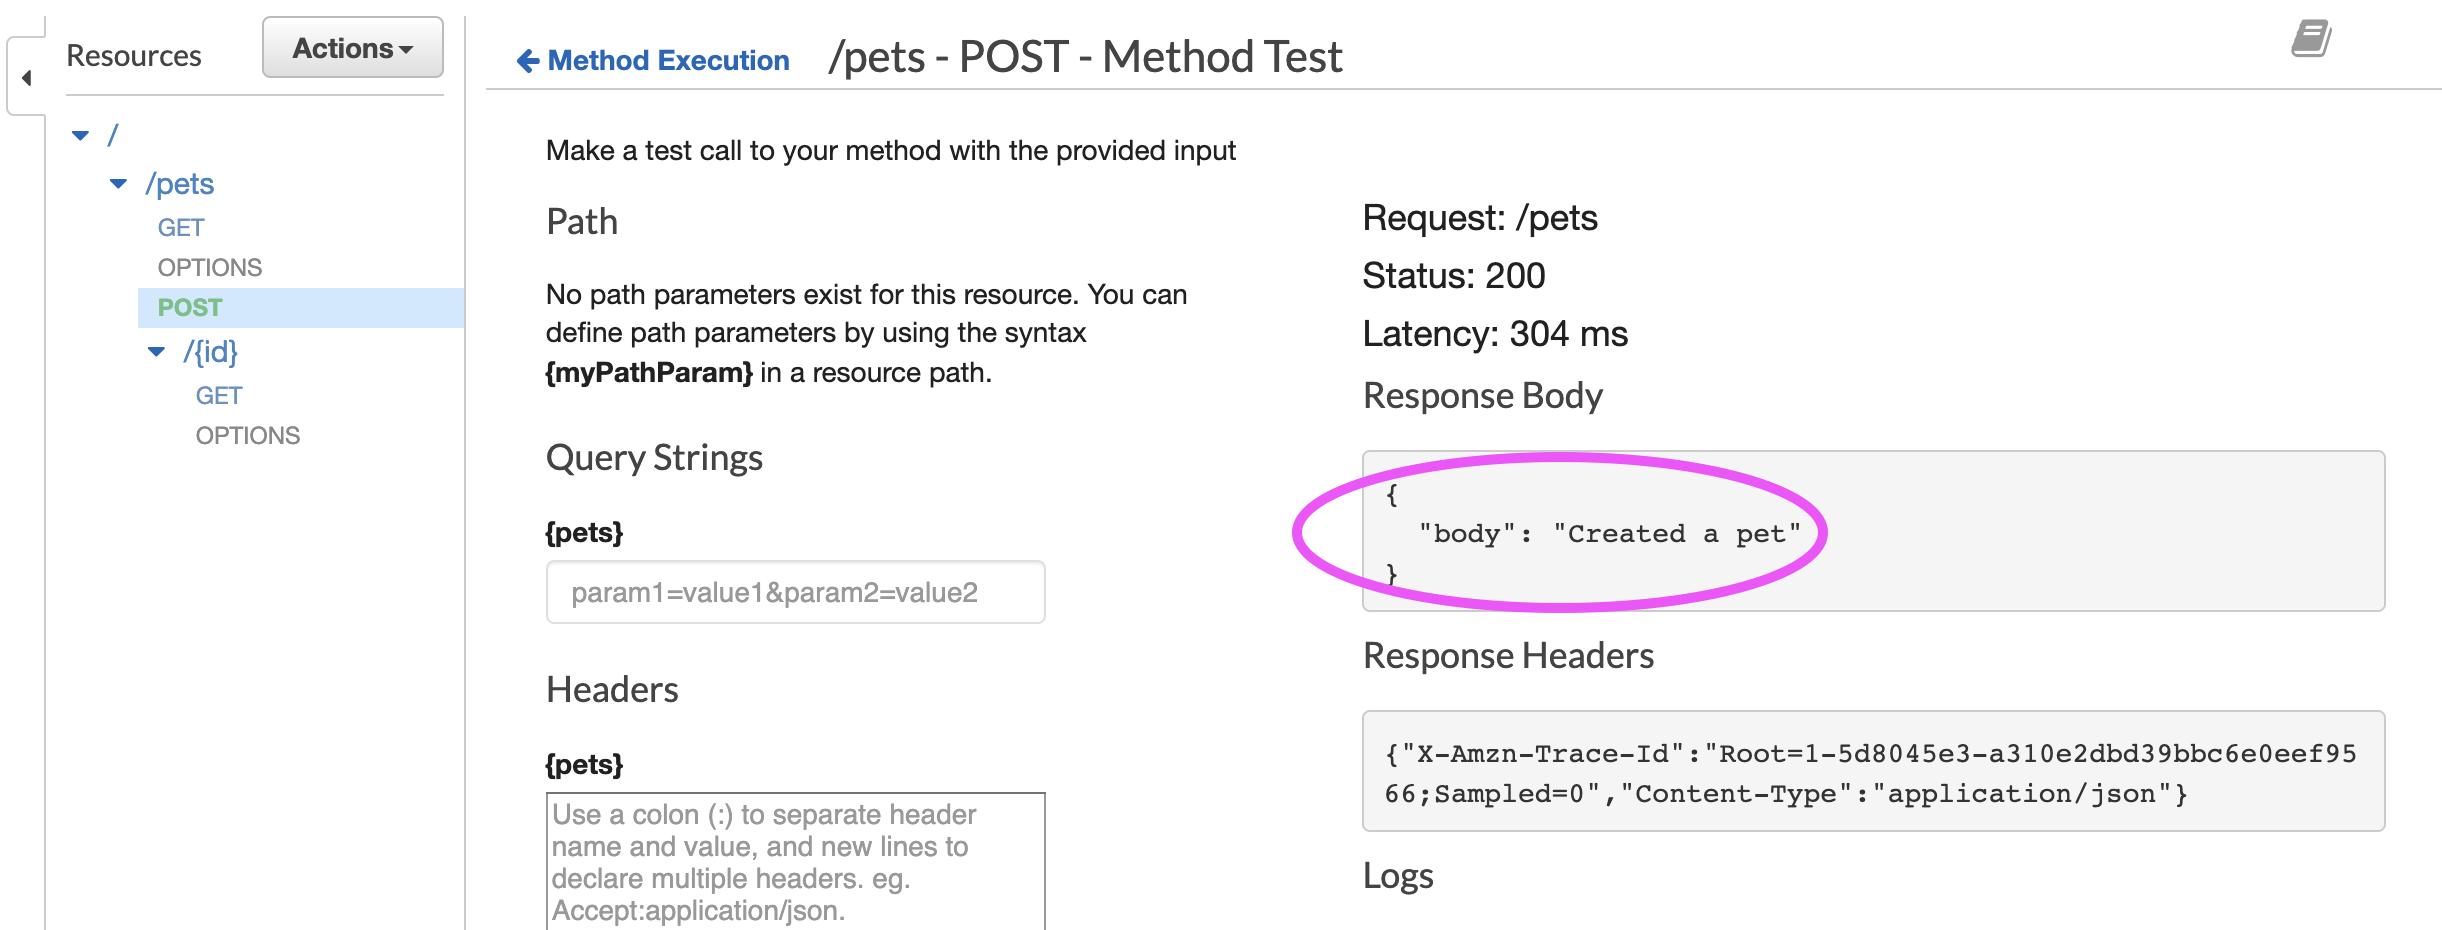 Resources
Actions
/
/pets
GET
OPTIONS
POST
/{id}
GET
OPTIONS
Method Execution
/pets - POST - Method Test
Make a test call to your method with the provided input
Path
No path parameters exist for this resource. You can
define path parameters by using the syntax
{myPathParam} in a resource path.
Query Strings
{pets}
param1=value1&param2=value2
Headers
{pets}
Use a colon (:) to separate header
name and value, and new lines to
declare multiple headers. eg.
Accept:application/json.
Request: /pets
Status: 200
Latency: 304 ms
Response Body
{
"body": "Created a pet"
}
Response Headers
{"X-Amzn-Trace-Id":"Root=1-5d8045e3-a310e2dbd39bbc6e0eef95
66;Sampled=0","Content-Type":"application/json"}
Logs